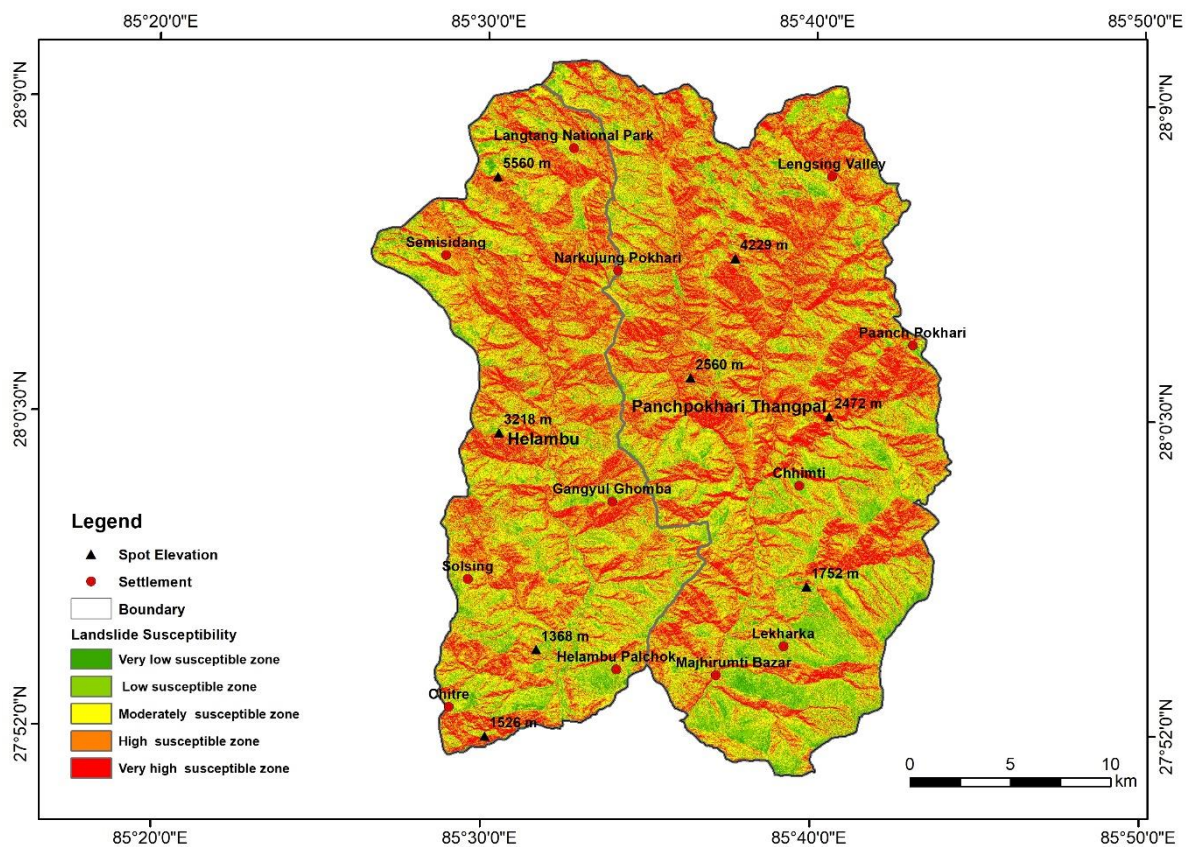 85°20'0"E 85°30'0"E 85°40'0"E 85°50'0"E
28°9'0"N
28°9'0"N
Langtang National Park
5560 m
Lengsing Valley
Semisidang
4229 m
Narkujung Pokhari
Paanch Pokhari
2560 m
Panchpokhari Thangpal
2472 m
28°0'30"N
28°0'30"N
3218 m
Helambu
Chhimti
Gangyul Ghomba
Solsing
1752 m
1368 m
Lekharka
Helambu Palchok
Majhirumti Bazar
Chitre
1526 m
27°52'0"N
27°52'0"N
Legend
Spot Elevation
Settlement
Boundary
Landslide Susceptibility
Very low susceptible zone
Low susceptible zone
Moderately susceptible zone
High susceptible zone
Very high susceptible zone
0 5 10
km
85°20'0"E 85°30'0"E 85°40'0"E 85°50'0"E